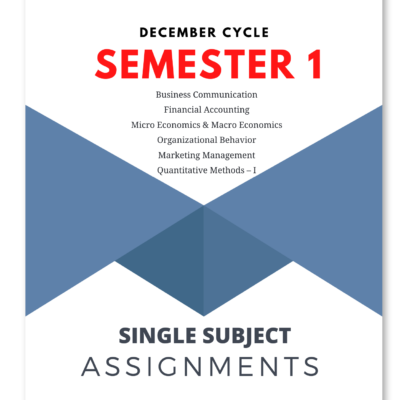 DECEMBER CYCLE
SEMESTER 1
Business Communication
Financial Accounting
Micro Economics & Macro Economics
Organizational Behavior
Marketing Management
Quantitative Methods – I
SINGLE SUBJECT
ASSIGNMENTS